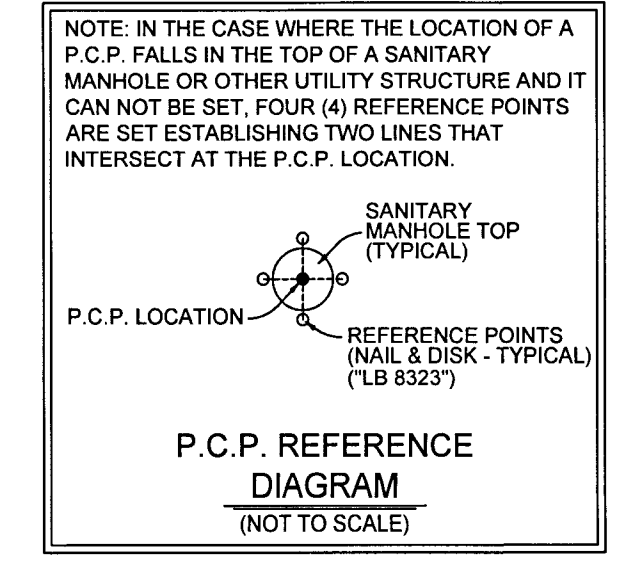 NOTE: IN THE CASE WHERE THE LOCATION OF A
P.C.P. FALLS IN THE TOP OF A SANITARY
MANHOLE OR OTHER UTILITY STRUCTURE AND IT
CAN NOT BE SET, FOUR (4) REFERENCE POINTS
ARE SET ESTABLISHING TWO LINES THAT
INTERSECT AT THE P.C.P. LOCATION.
SANITARY
MANHOLE TOP
(TYPICAL)
P.C.P. LOCATION
REFERENCE POINTS
(NAIL & DISK - TYPICAL)
("LB 8323")
P.C.P. REFERENCE
DIAGRAM
(NOT TO SCALE)